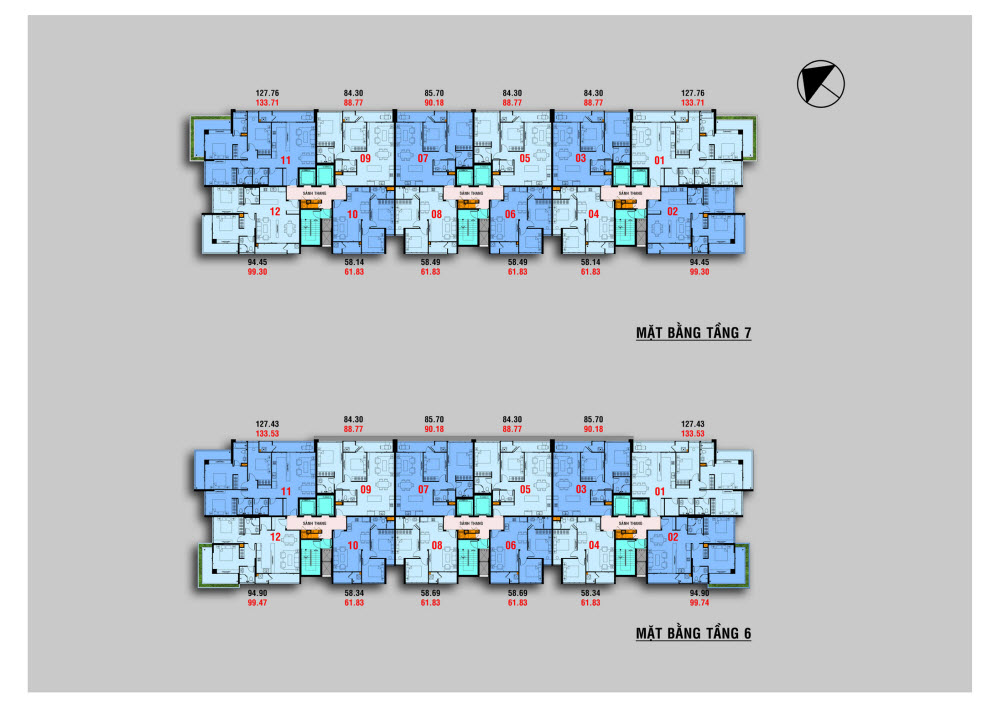 127.76 84.30 85.70 84.30 84.30 127.76
133.71 88.77 90.18 88.77 88.77 133.71
11 09 07 05 03 01
SẢNH THANG SẢNH THANG SẢNH THANG
12 10 08 06 04 02
94.45 58.14 58.49 58.49 58.14 94.45
99.30 61.83 61.83 61.83 61.83 99.30
MẶT BẰNG TẦNG 7
127.43 84.30 85.70 84.30 85.70 127.43
133.53 88.77 90.18 88.77 90.18 133.53
11 09 07 05 03 01
SẢNH THANG SẢNH THANG SẢNH THANG
12 10 08 06 04 02
94.90 58.34 58.69 58.69 58.34 94.90
99.47 61.83 61.83 61.83 61.83 99.74
MẶT BẰNG TẦNG 6